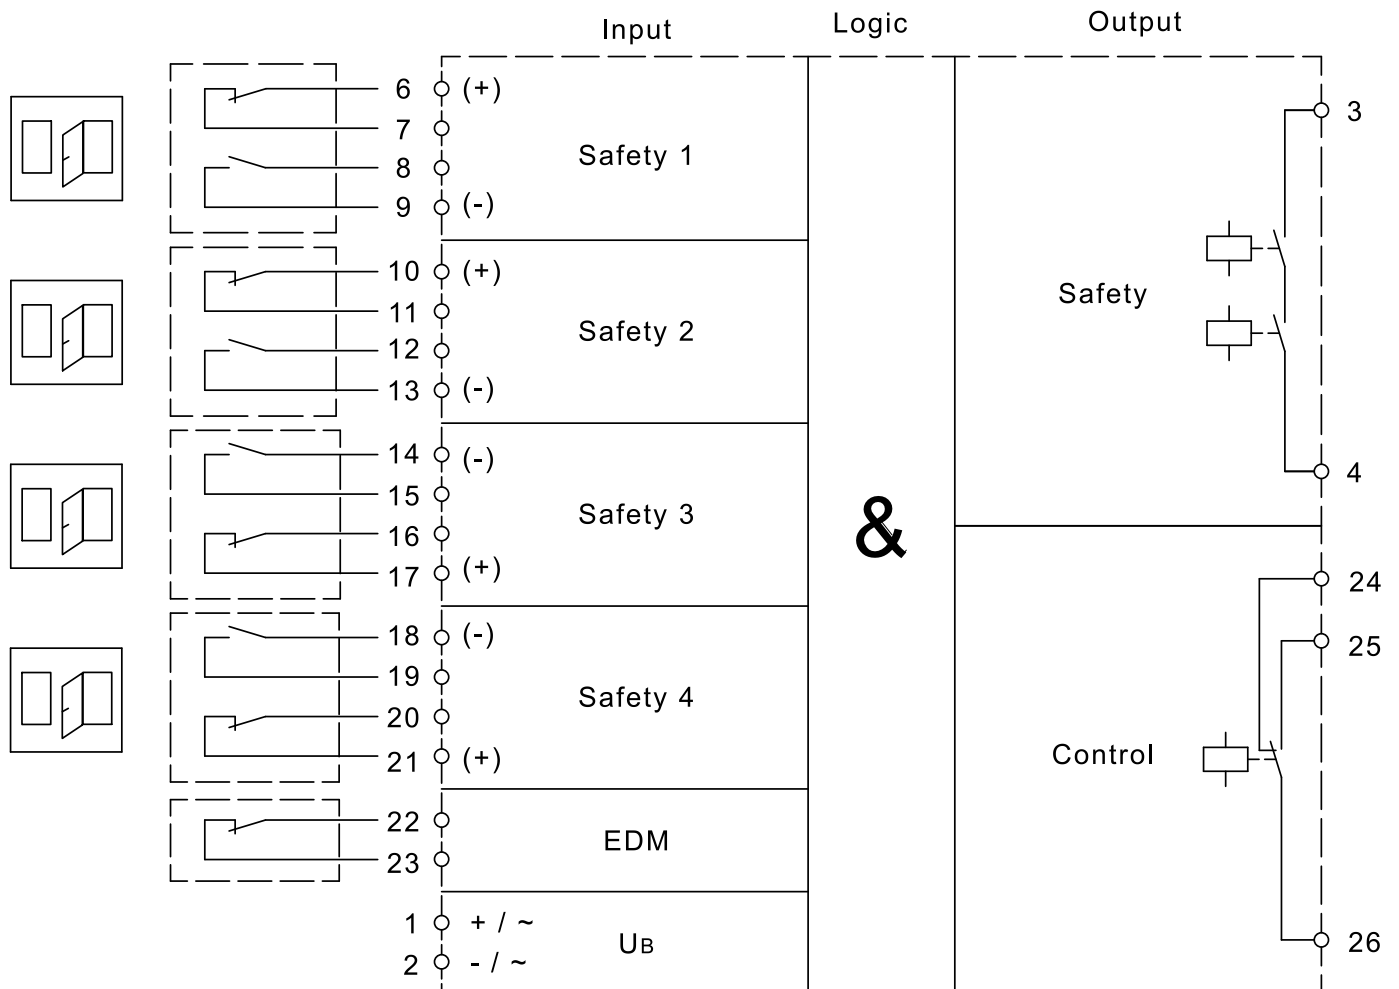 Input Logic Output
6 (+)
7
Safety 1
8
9 (-)
3
10 (+)
11
Safety 2
12
13 (-)
Safety
14 (-)
15
Safety 3
16
17 (+)
&
4
24
18 (-)
25
19
Safety 4
20
21 (+)
Control
22
EDM
23
1 + / ~
UB
2 - / ~
26